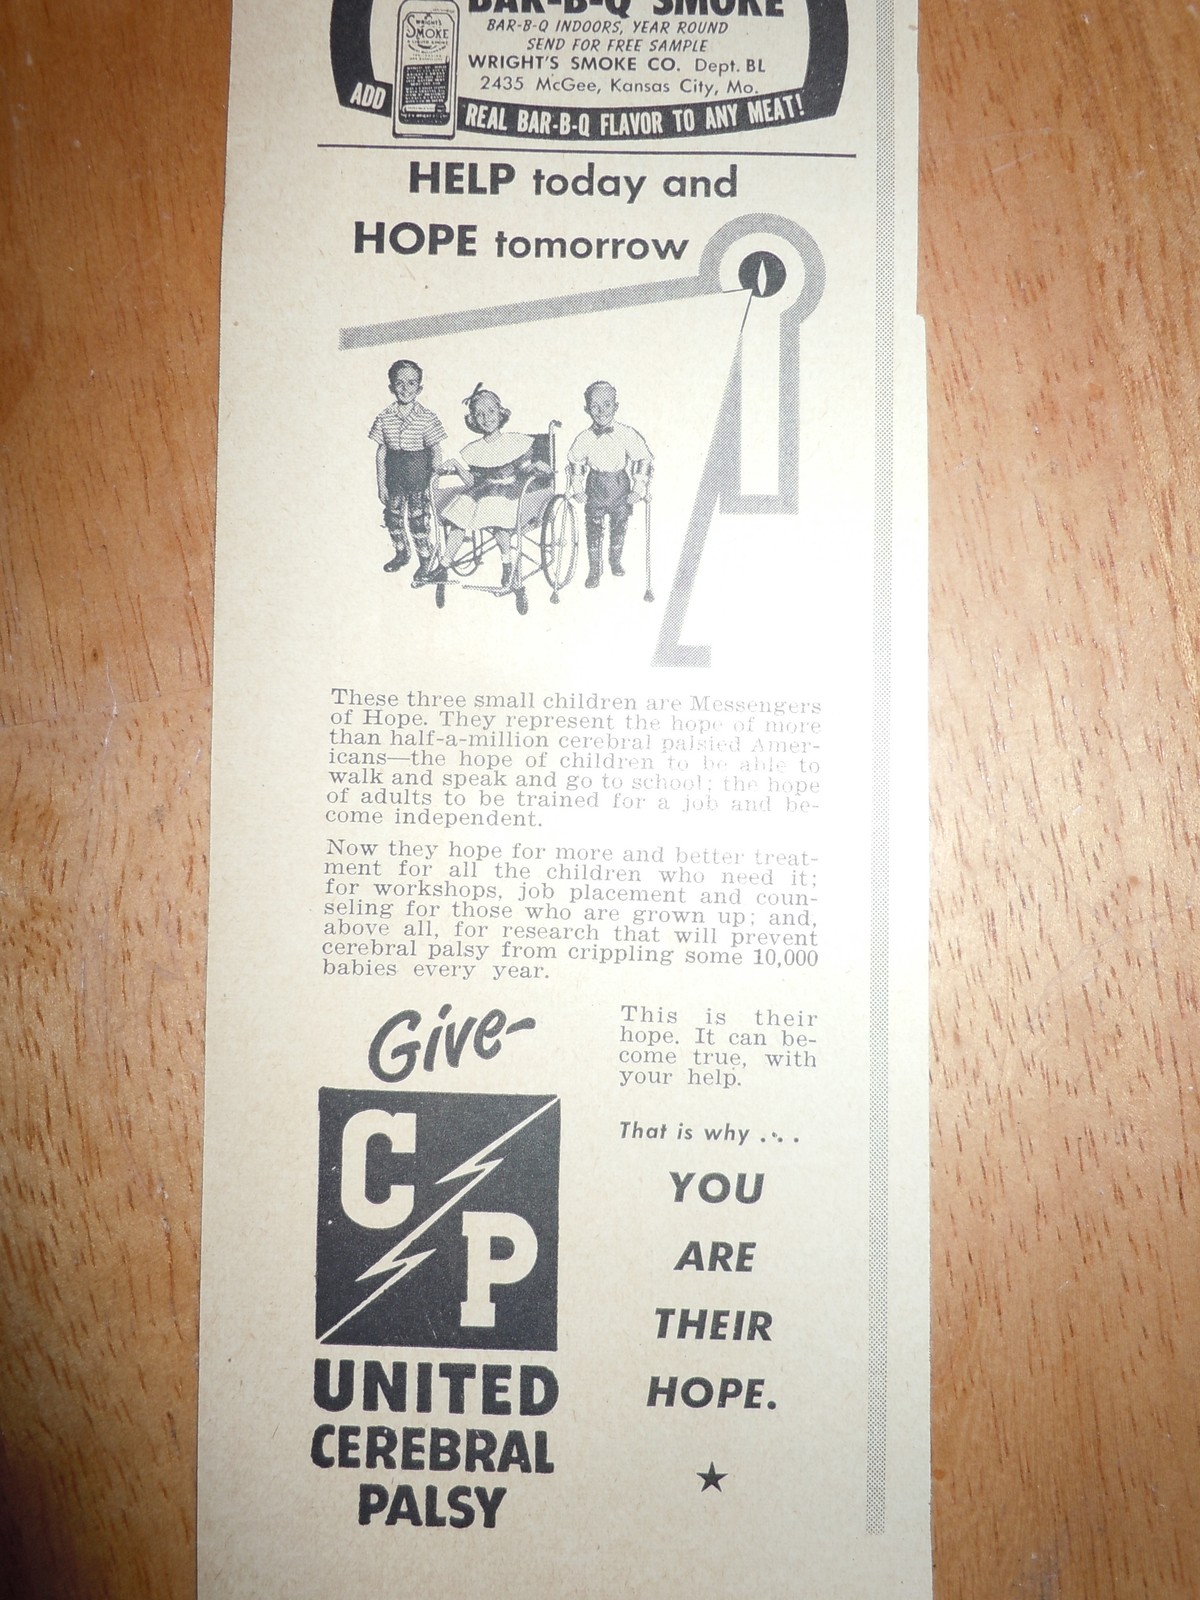 BAR-B-Q SMOKE
WRIGHT'S
SMOKE
BAR-B-Q INDOORS, YEAR ROUND
SEND FOR FREE SAMPLE
WRIGHT'S SMOKE CO. Dept. BL
2435 McGee, Kansas City, Mo.
ADD REAL BAR-B-Q FLAVOR TO ANY MEAT!
HELP today and
HOPE tomorrow
These three small children are Messengers
of Hope. They represent the hope of more
than half-a-million cerebral palsied Amer-
icans—the hope of children to be able to
walk and speak and go to school; the hope
of adults to be trained for a job and be-
come independent.
Now they hope for more and better treat-
ment for all the children who need it;
for workshops, job placement and coun-
seling for those who are grown up; and,
above all, for research that will prevent
cerebral palsy from crippling some 10,000
babies every year.
Give-
CP
UNITED
CEREBRAL
PALSY
This is their
hope. It can be-
come true, with
your help.
That is why ...
YOU
ARE
THEIR
HOPE.